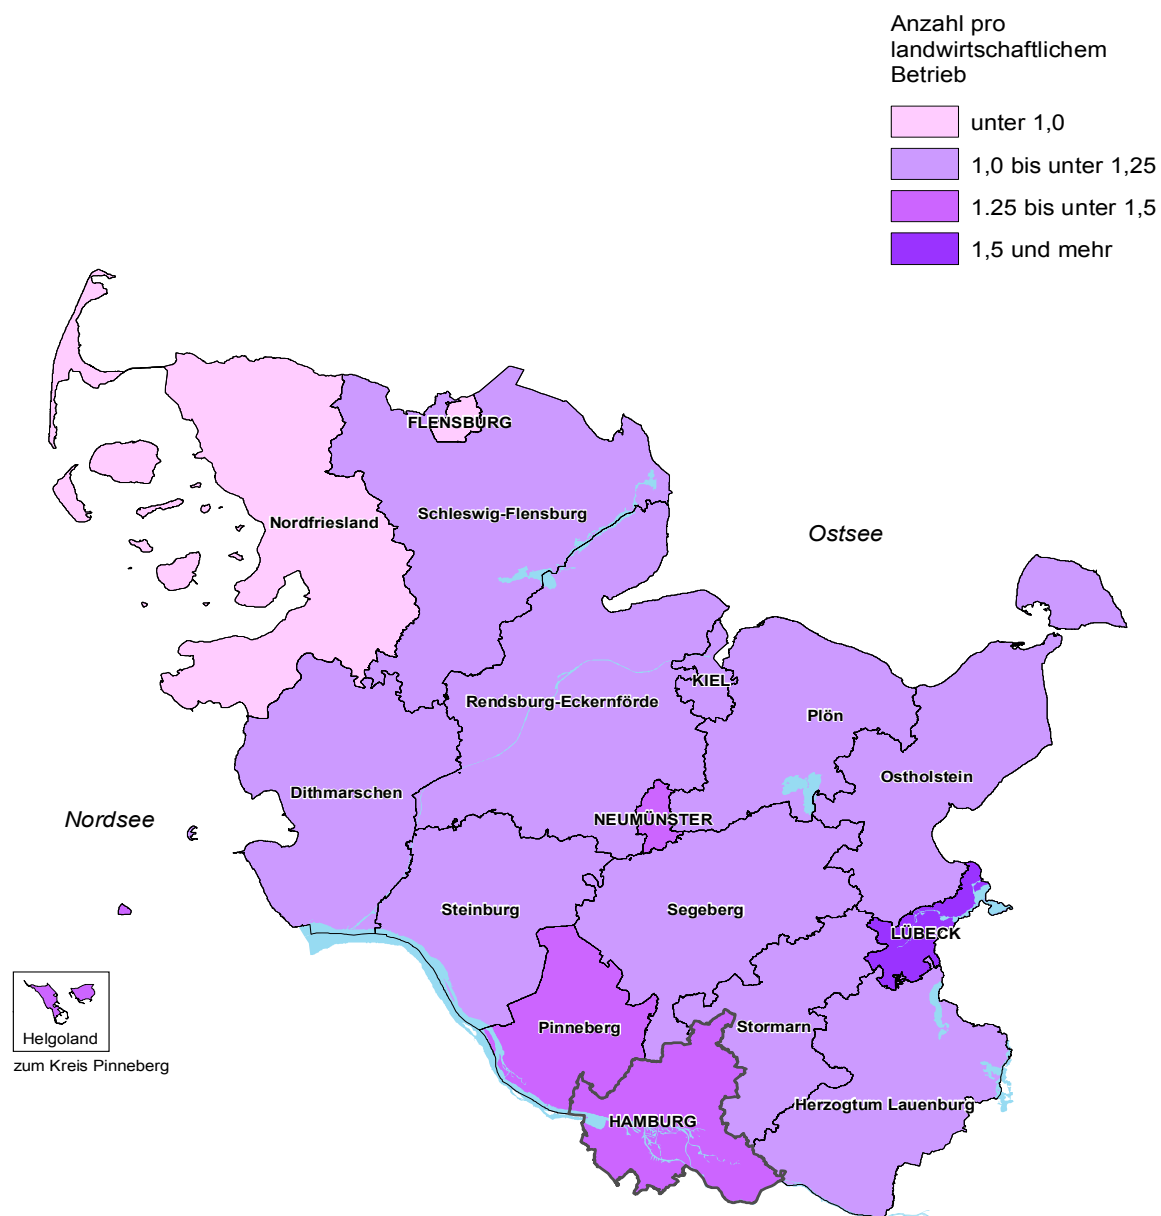 Anzahl pro
landwirtschaftlichem
Betrieb
unter 1,0
1,0 bis unter 1,25
1.25 bis unter 1,5
1,5 und mehr
FLENSBURG
Schleswig-Flensburg
Nordfriesland
Ostsee
KIEL
Rendsburg-Eckernförde
Plön
Ostholstein
Dithmarschen
Nordsee
NEUMÜNSTER
Steinburg
Segeberg
LÜBECK
Pinneberg
Stormarn
Helgoland
zum Kreis Pinneberg
Herzogtum Lauenburg
HAMBURG